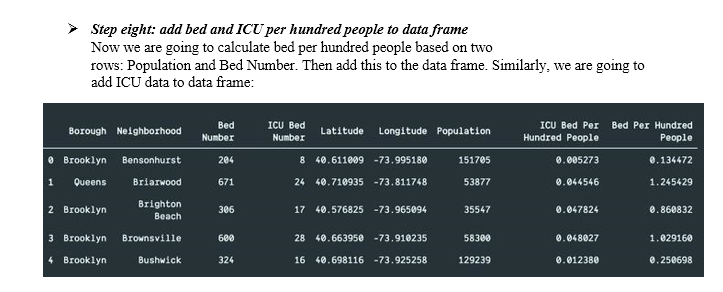 ➤ Step eight: add bed and ICU per hundred people to data frame
Now we are going to calculate bed per hundred people based on two
rows: Population and Bed Number. Then add this to the data frame. Similarly, we are going to
add ICU data to data frame:
Borough Neighborhood Bed Number ICU Bed Number Latitude Longitude Population ICU Bed Per Hundred People Bed Per Hundred People
0 Brooklyn Bensonhurst 204 8 40.611009 -73.995180 151705 0.005273 0.134472
1 Queens Briarwood 671 24 40.710935 -73.811748 53877 0.044546 1.245429
2 Brooklyn Brighton Beach 306 17 40.576825 -73.965094 35547 0.047824 0.860832
3 Brooklyn Brownsville 600 28 40.663950 -73.910235 58300 0.048027 1.029160
4 Brooklyn Bushwick 324 16 40.698116 -73.925258 129239 0.012380 0.250698